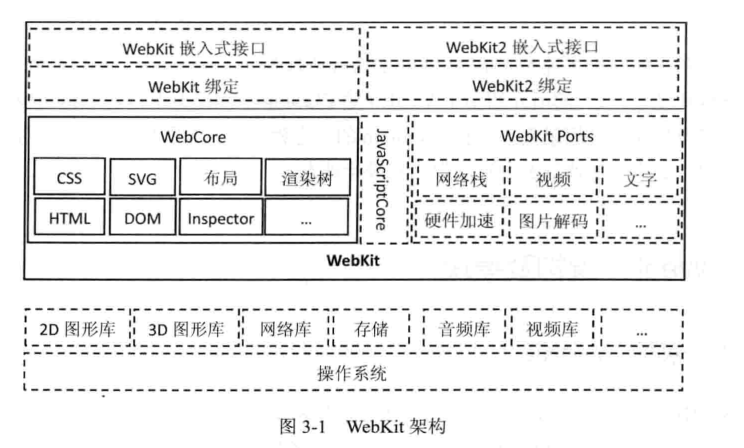 WebKit 嵌入式接口 WebKit2 嵌入式接口
WebKit 绑定 WebKit2 绑定
WebCore
CSS SVG 布局 渲染树
HTML DOM Inspector ...
JavaScriptCore
WebKit Ports
网络栈 视频 文字
硬件加速 图片解码 ...
WebKit
2D 图形库 3D 图形库 网络库 存储 音频库 视频库 ...
操作系统
图 3-1 WebKit 架构